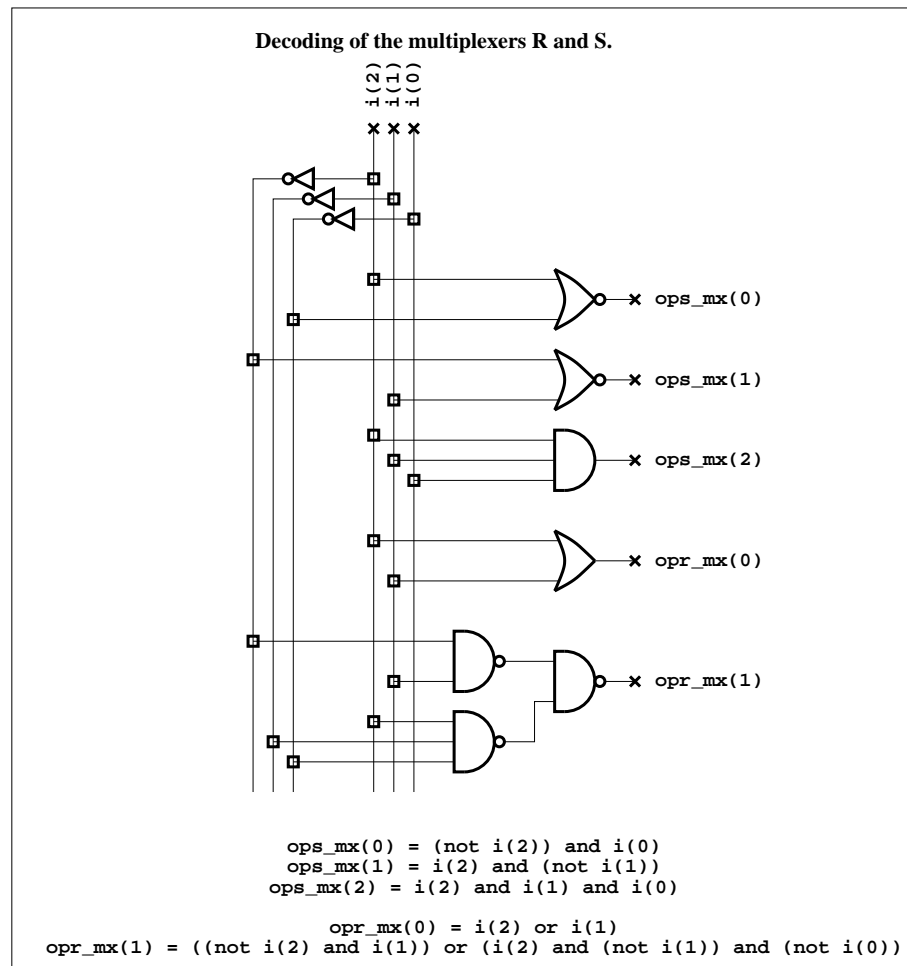 Decoding of the multiplexers R and S.
i(2)
i(1)
i(0)
ops_mx(0)
ops_mx(1)
ops_mx(2)
opr_mx(0)
opr_mx(1)
ops_mx(0) = (not i(2)) and i(0)
ops_mx(1) = i(2) and (not i(1))
ops_mx(2) = i(2) and i(1) and i(0)
opr_mx(0) = i(2) or i(1)
opr_mx(1) = ((not i(2) and i(1)) or (i(2) and (not i(1)) and (not i(0))